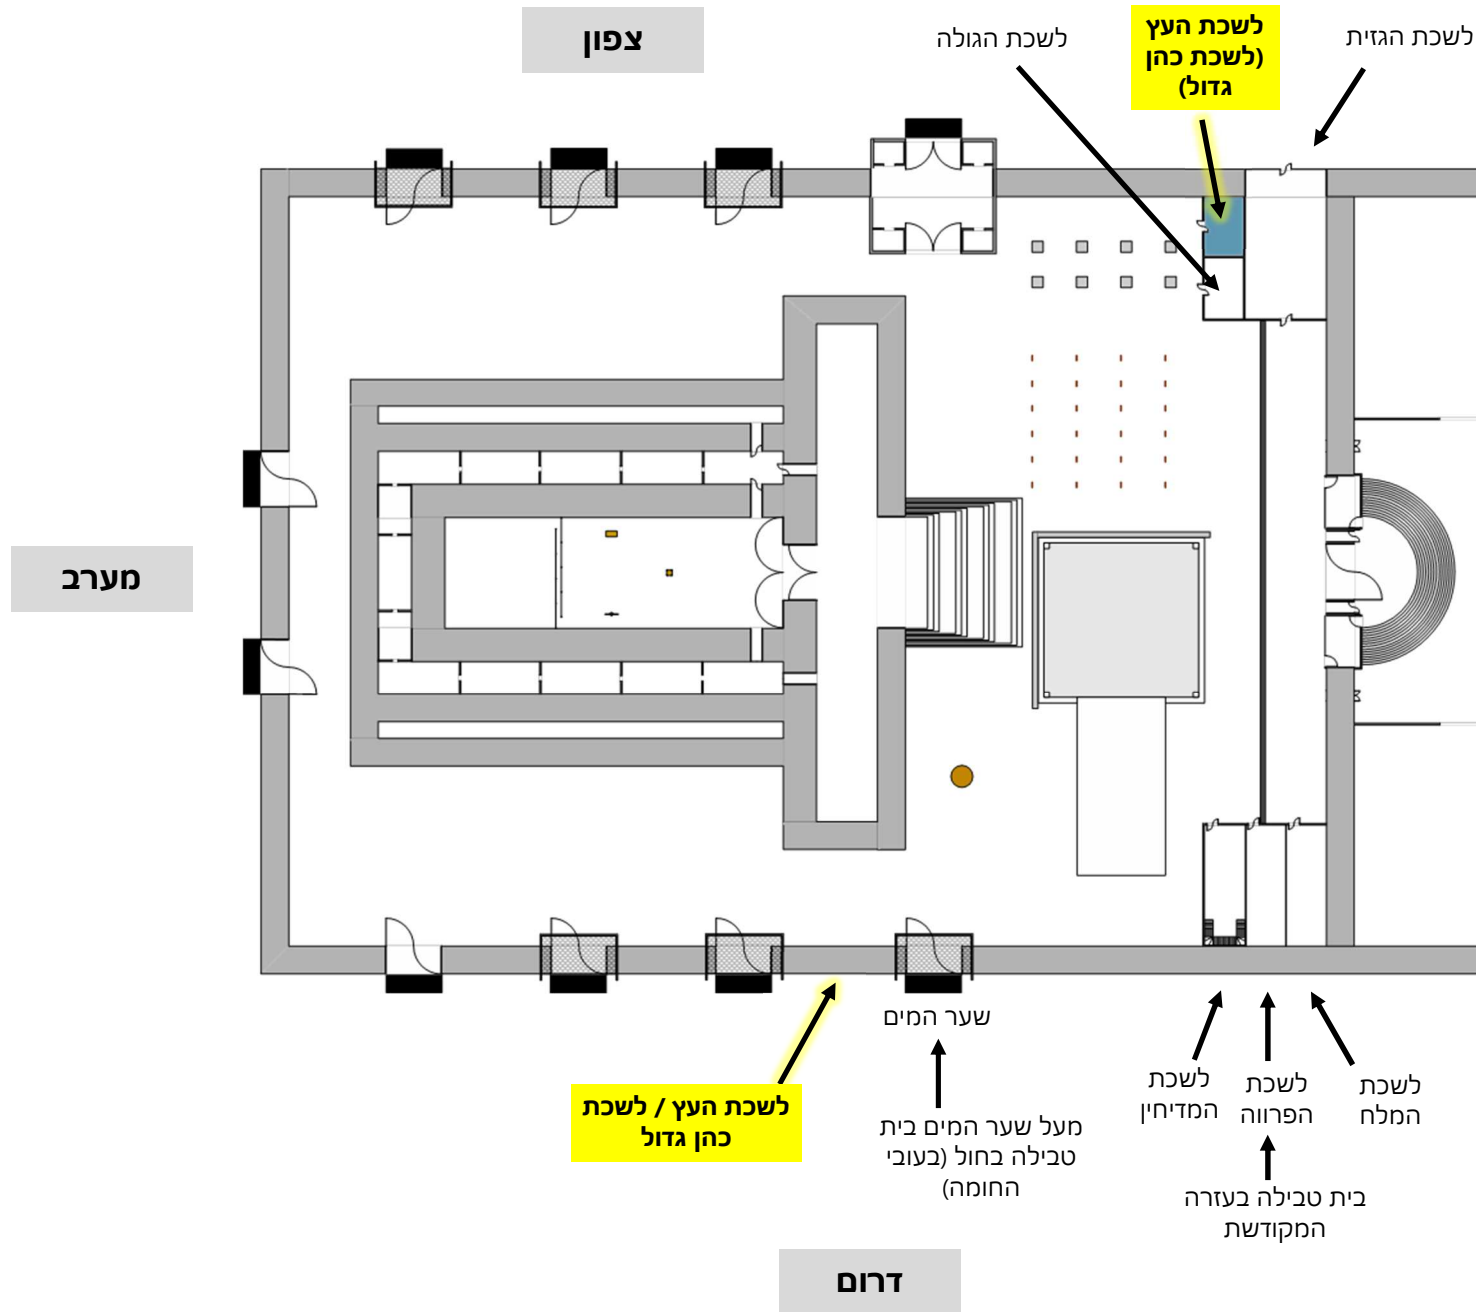 צפון
לשכת הגזית
לשכת העץ
(לשכת כהן
גדול)
לשכת הגולה
מערב
שער המים
מעל שער המים בית
טבילה בחול (בעובי
החומה)
לשכת העץ / לשכת
כהן גדול
לשכת
המלח
לשכת
הפרווה
לשכת
המדיחין
בית טבילה בעזרה
המקודשת
דרום